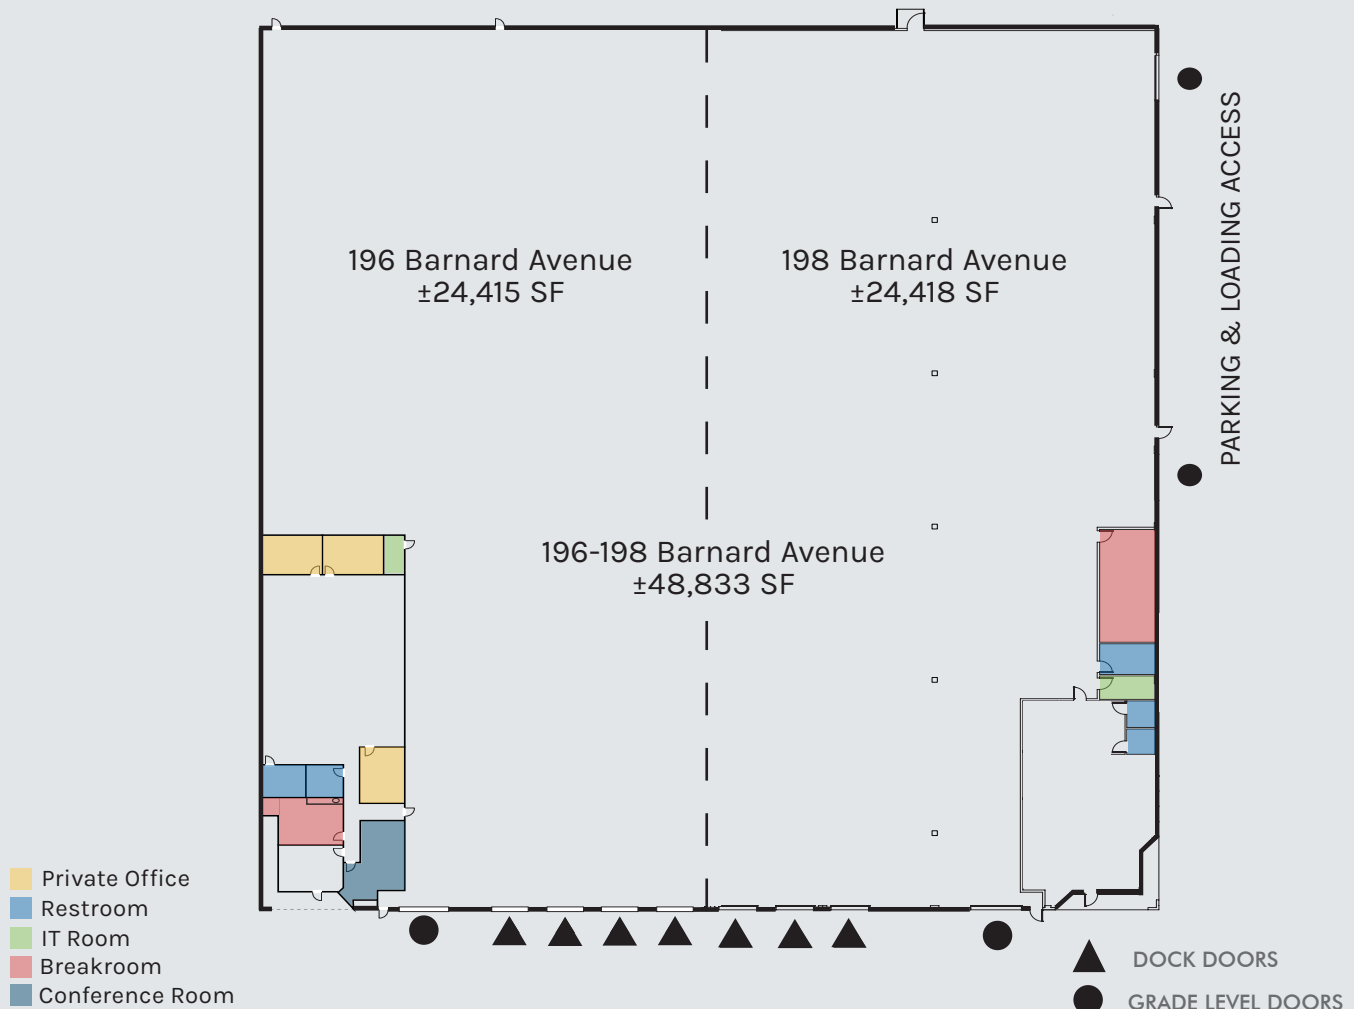 196 Barnard Avenue
±24,415 SF
198 Barnard Avenue
±24,418 SF
PARKING & LOADING ACCESS
196-198 Barnard Avenue
±48,833 SF
Private Office
Restroom
IT Room
Breakroom
Conference Room
DOCK DOORS
GRADE LEVEL DOORS